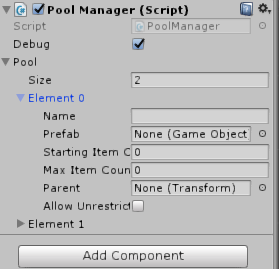 Pool Manager (Script)
Script PoolManager
Debug
Pool
Size 2
Element 0
Name
Prefab None (Game Object
Starting Item C 0
Max Item Coun 0
Parent None (Transform)
Allow Unrestrict
Element 1
Add Component